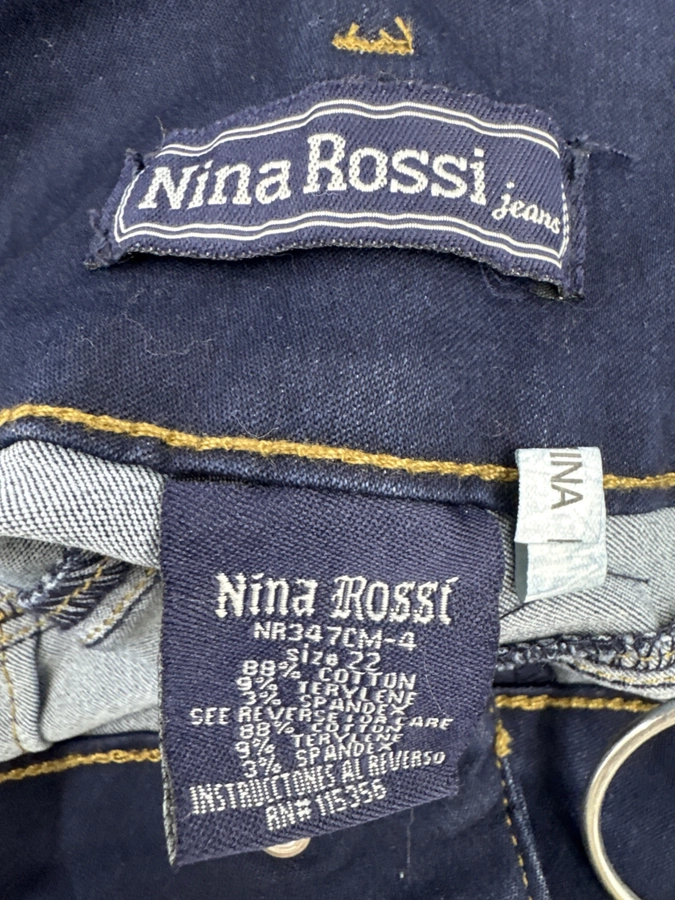 Nina Rossi jeans
INA
Nina Rossi
NR347CM-4
size 22
88% COTTON
9% TERYLENE
3% SPANDEX
SEE REVERSE FOR CARE
88% COTTON
9% TERYLENE
3% SPANDEX
INSTRUCTIONES AL REVERSO
RN# 115356